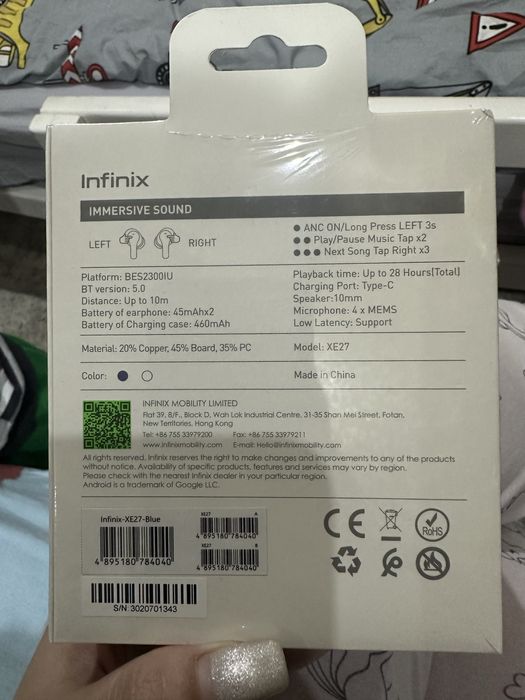 Infinix
IMMERSIVE SOUND
LEFT RIGHT
ANC ON/Long Press LEFT 3s
Play/Pause Music Tap x2
Next Song Tap Right x3
Platform: BES2300IU
BT version: 5.0
Distance: Up to 10m
Battery of earphone: 45mAhx2
Battery of Charging case: 460mAh
Playback time: Up to 28 Hours[Total]
Charging Port: Type-C
Speaker:10mm
Microphone: 4 x MEMS
Low Latency: Support
Material: 20% Copper, 45% Board, 35% PC
Model: XE27
Color:
Made in China
INFINIX MOBILITY LIMITED
Flat 39, 8/F., Block D, Wah Lok Industrial Centre, 31-35 Shan Mei Street, Fotan,
New Territories, Hong Kong
Tel: +86 755 33979200 Fax: +86 755 33979211
www.infinixmobility.com E-mail: Hello@infinixmobility.com
All rights reserved. Infinix reserves the right to make changes and improvements to any of the products
without notice. Availability of specific products, features and services may vary by region.
Please check with the nearest Infinix dealer in your particular region.
Android is a trademark of Google LLC.
Infinix-XE27-Blue
4 895180 784040
XE27 A
4 895180 784040
XE27 B
4 895180 784040
S/N 3020701343
CE
RoHS